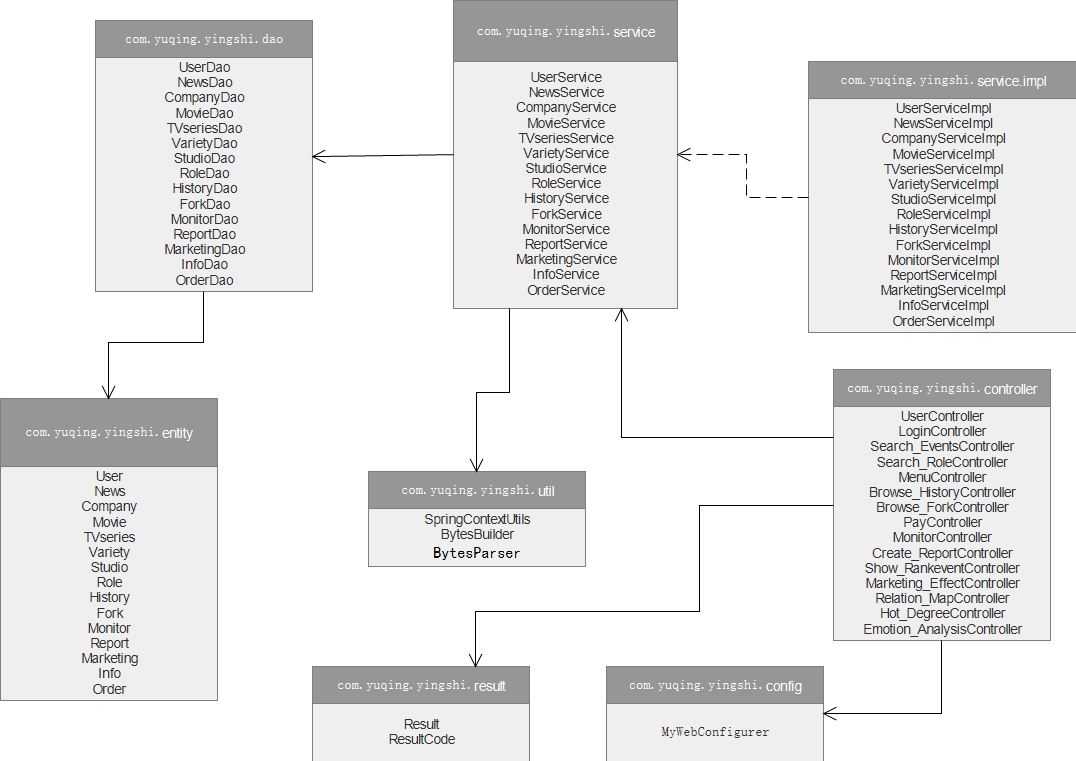 com.yuqing.yingshi.dao
UserDao
NewsDao
CompanyDao
MovieDao
TVseriesDao
VarietyDao
StudioDao
RoleDao
HistoryDao
ForkDao
MonitorDao
ReportDao
MarketingDao
InfoDao
OrderDao
com.yuqing.yingshi.service
UserService
NewsService
CompanyService
MovieService
TVseriesService
VarietyService
StudioService
RoleService
HistoryService
ForkService
MonitorService
ReportService
MarketingService
InfoService
OrderService
com.yuqing.yingshi.service.impl
UserServiceImpl
NewsServiceImpl
CompanyServiceImpl
MovieServiceImpl
TVseriesServiceImpl
VarietyServiceImpl
StudioServiceImpl
RoleServiceImpl
HistoryServiceImpl
ForkServiceImpl
MonitorServiceImpl
ReportServiceImpl
MarketingServiceImpl
InfoServiceImpl
OrderServiceImpl
com.yuqing.yingshi.entity
User
News
Company
Movie
TVseries
Variety
Studio
Role
History
Fork
Monitor
Report
Marketing
Info
Order
com.yuqing.yingshi.util
SpringContextUtils
BytesBuilder
BytesParser
com.yuqing.yingshi.controller
UserController
LoginController
Search_EventsController
Search_RoleController
MenuController
Browse_HistoryController
Browse_ForkController
PayController
MonitorController
Create_ReportController
Show_RankeventController
Marketing_EffectController
Relation_MapController
Hot_DegreeController
Emotion_AnalysisController
com.yuqing.yingshi.result
Result
ResultCode
com.yuqing.yingshi.config
MyWebConfigurer